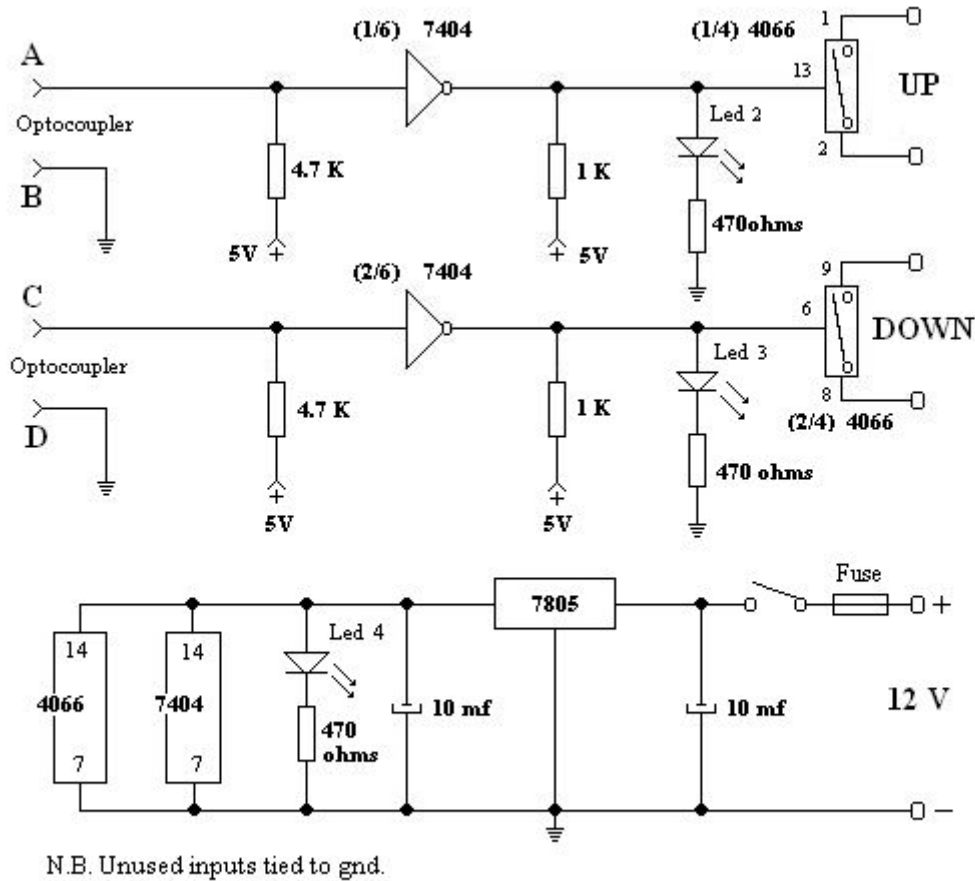 (1/6) 7404
(1/4) 4066
1
A
13
UP
Optocoupler
Led 2
2
4.7 K
1 K
B
470ohms
5V
+
5V
+
(2/6) 7404
9
C
6
DOWN
Optocoupler
Led 3
8
4.7 K
1 K
(2/4) 4066
D
470 ohms
+
5V
+
5V
Fuse
7805
+
14
14
Led 4
4066
7404
10 mf
10 mf
12 V
470
ohms
7
7
−
N.B. Unused inputs tied to gnd.